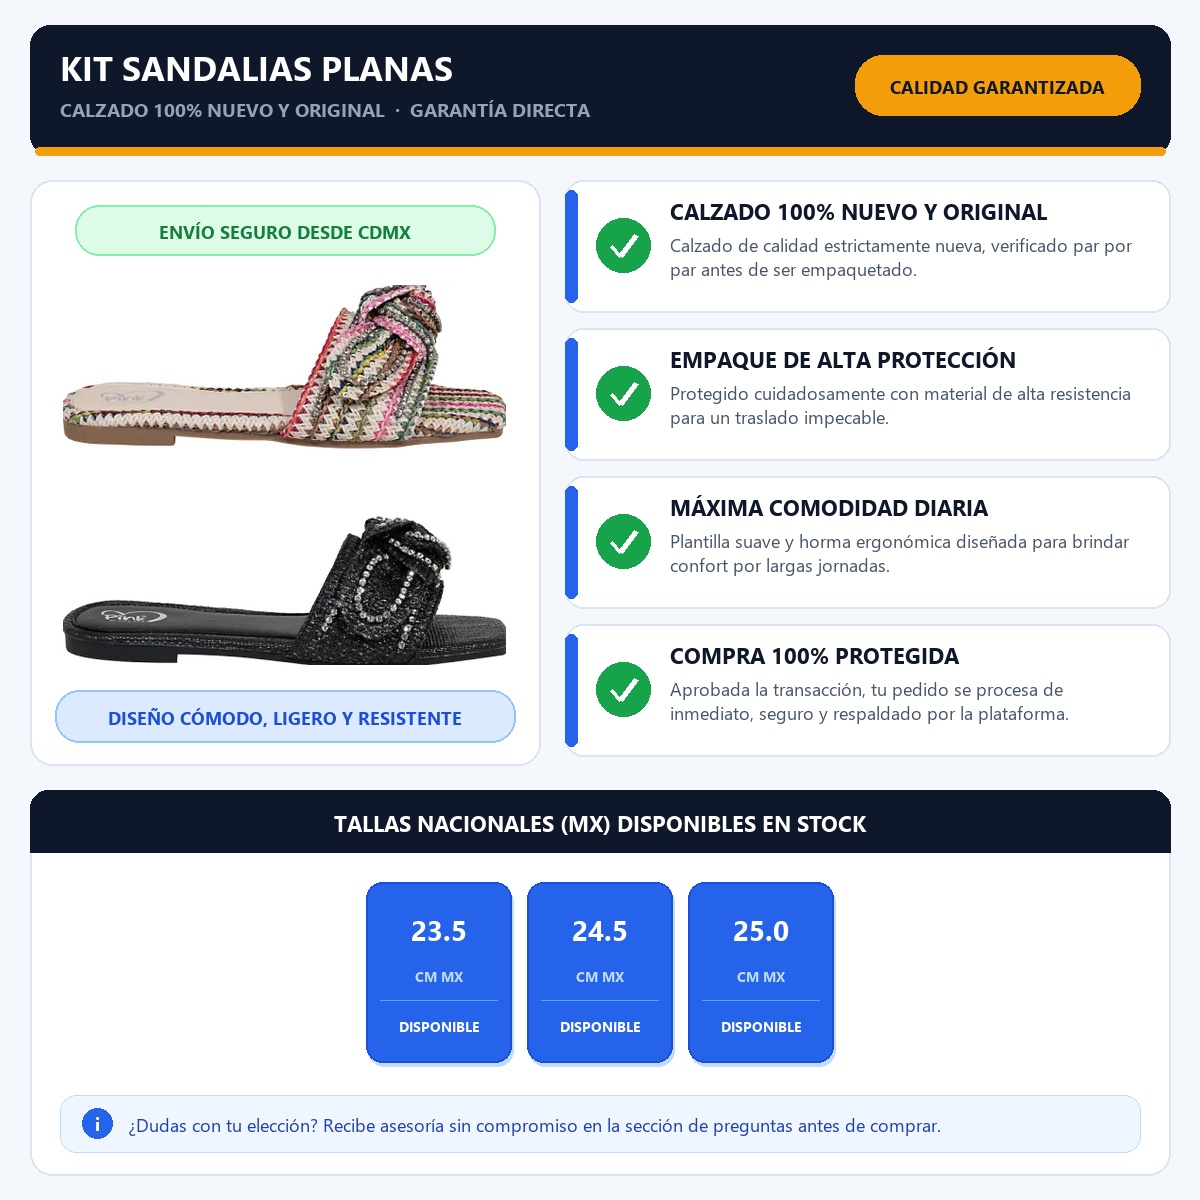 KIT SANDALIAS PLANAS
CALZADO 100% NUEVO Y ORIGINAL · GARANTÍA DIRECTA
CALIDAD GARANTIZADA
ENVÍO SEGURO DESDE CDMX
Pink
Pink
DISEÑO CÓMODO, LIGERO Y RESISTENTE
CALZADO 100% NUEVO Y ORIGINAL
Calzado de calidad estrictamente nueva, verificado par por
par antes de ser empaquetado.
EMPAQUE DE ALTA PROTECCIÓN
Protegido cuidadosamente con material de alta resistencia
para un traslado impecable.
MÁXIMA COMODIDAD DIARIA
Plantilla suave y horma ergonómica diseñada para brindar
confort por largas jornadas.
COMPRA 100% PROTEGIDA
Aprobada la transacción, tu pedido se procesa de
inmediato, seguro y respaldado por la plataforma.
TALLAS NACIONALES (MX) DISPONIBLES EN STOCK
23.5
CM MX
DISPONIBLE
24.5
CM MX
DISPONIBLE
25.0
CM MX
DISPONIBLE
¿Dudas con tu elección? Recibe asesoría sin compromiso en la sección de preguntas antes de comprar.